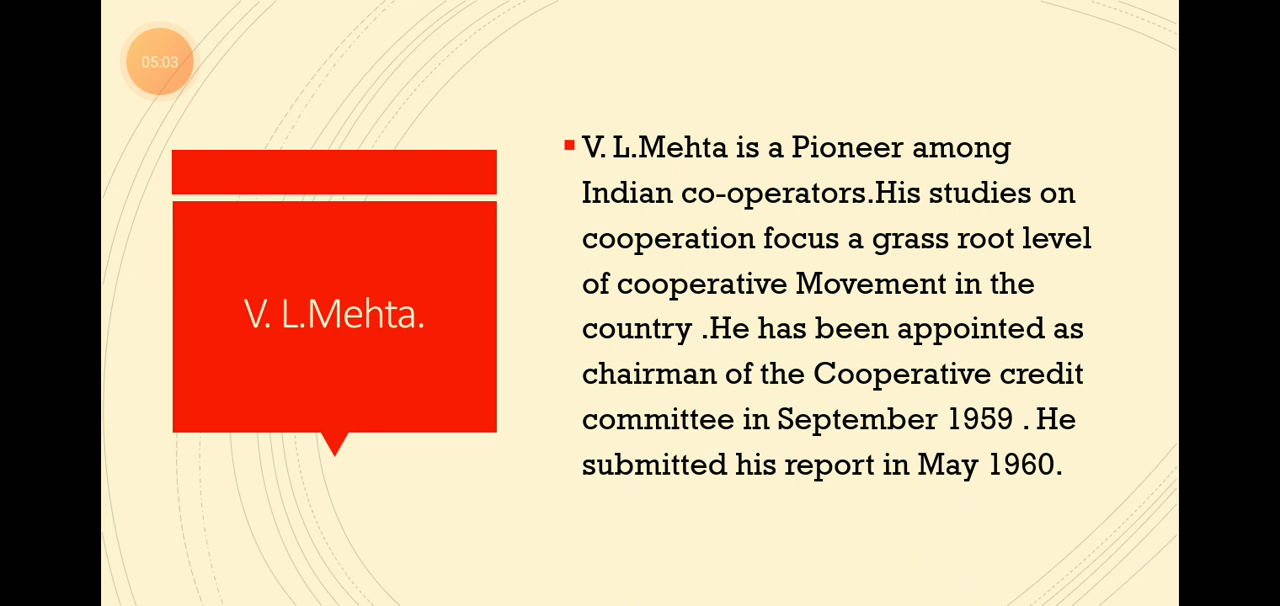 05:03
V. L.Mehta.
V. L.Mehta is a Pioneer among
Indian co-operators.His studies on
cooperation focus a grass root level
of cooperative Movement in the
country .He has been appointed as
chairman of the Cooperative credit
committee in September 1959 . He
submitted his report in May 1960.